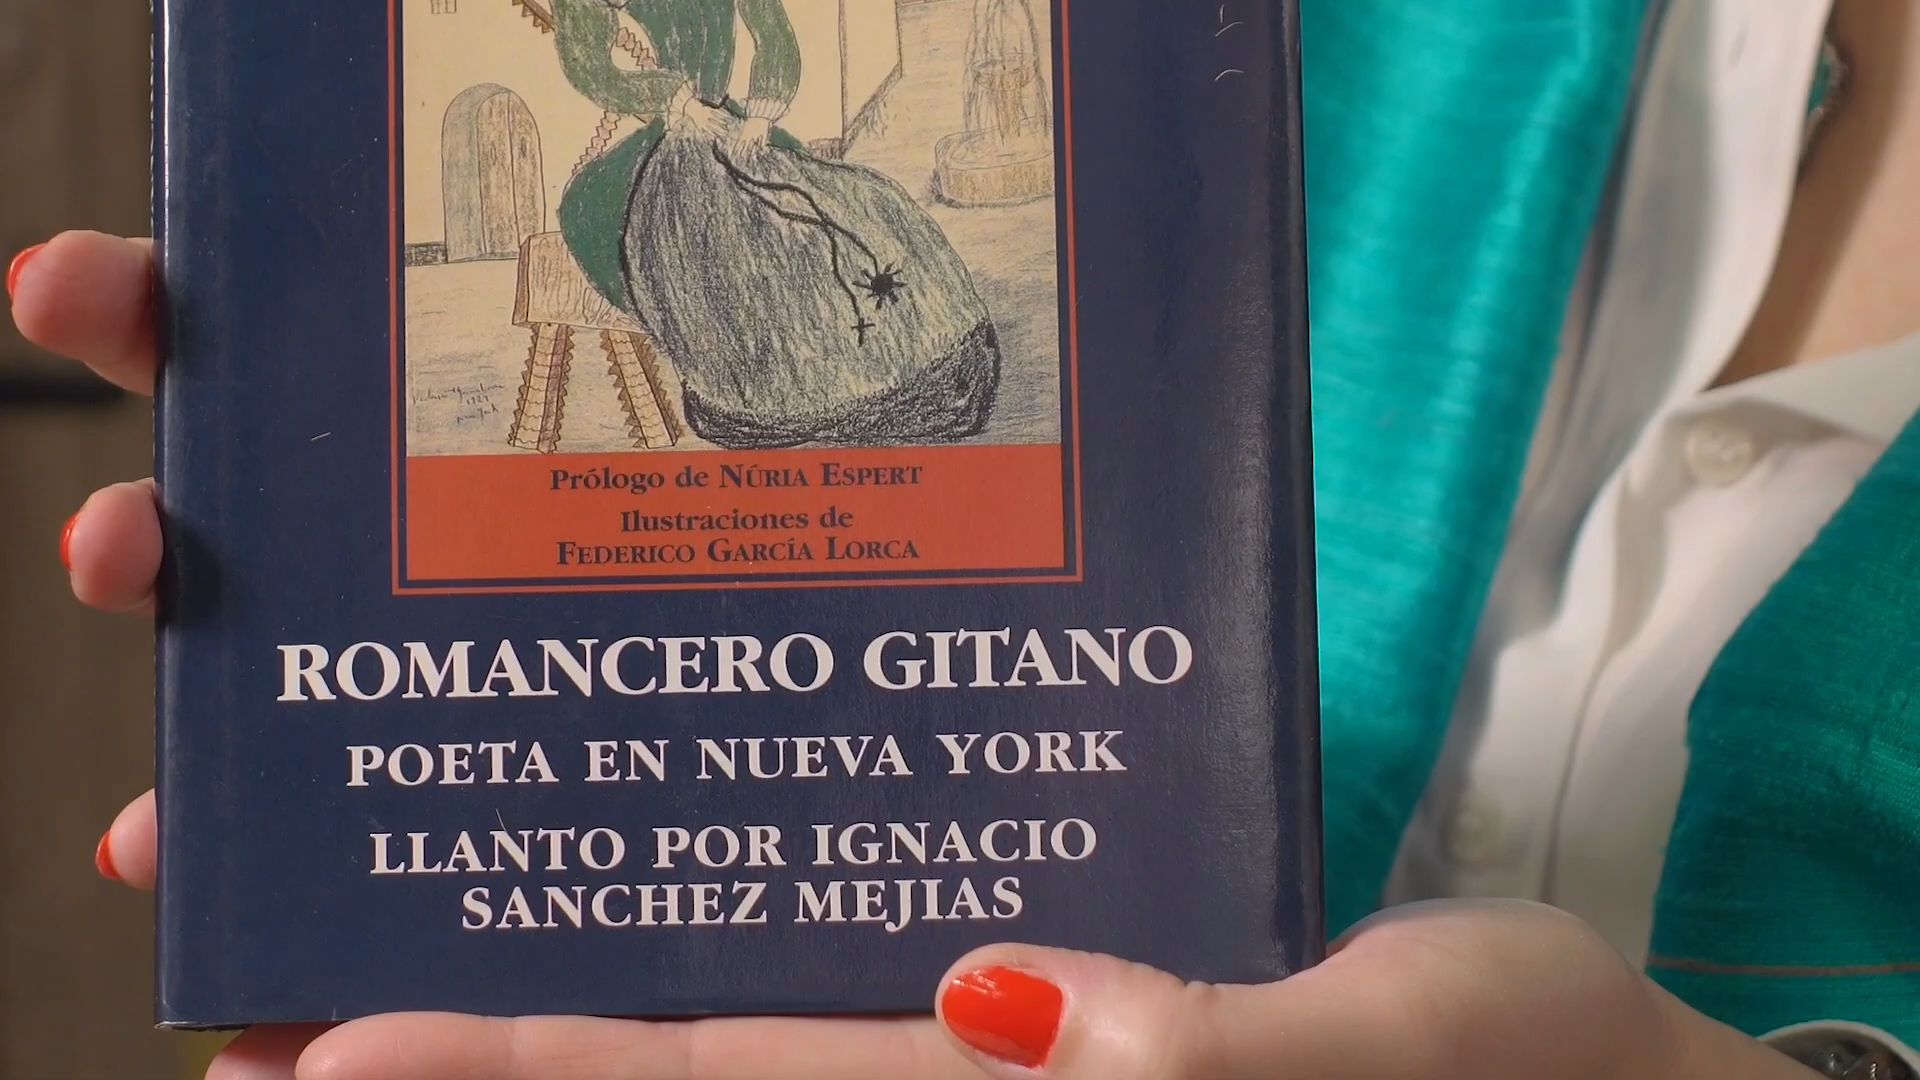 Prólogo de NÚRIA ESPERT
Ilustraciones de
FEDERICO GARCÍA LORCA
ROMANCERO GITANO
POETA EN NUEVA YORK
LLANTO POR IGNACIO
SANCHEZ MEJIAS
1929